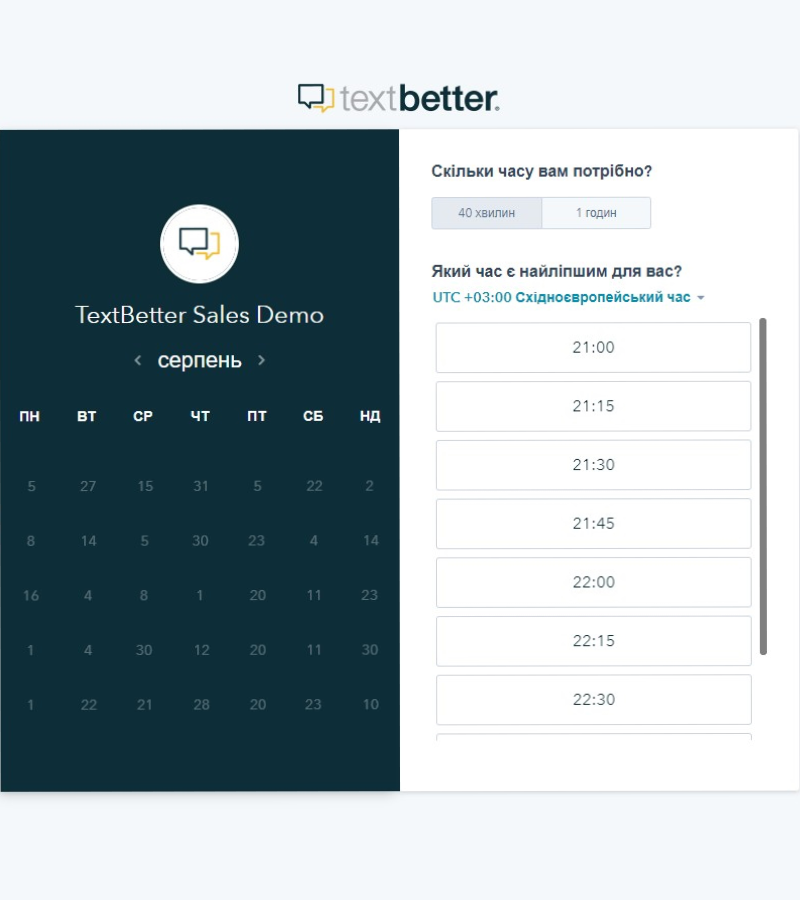 textbetter.
TextBetter Sales Demo
серпень
ПН ВТ СР ЧТ ПТ СБ НД
5 27 15 31 5 22 2
8 14 5 30 23 4 14
16 4 8 1 20 11 23
1 4 30 12 20 11 30
1 22 21 28 20 23 10
Скільки часу вам потрібно?
40 хвилин 1 годин
Який час є найліпшим для вас?
UTC +03:00 Східноєвропейський час
21:00
21:15
21:30
21:45
22:00
22:15
22:30